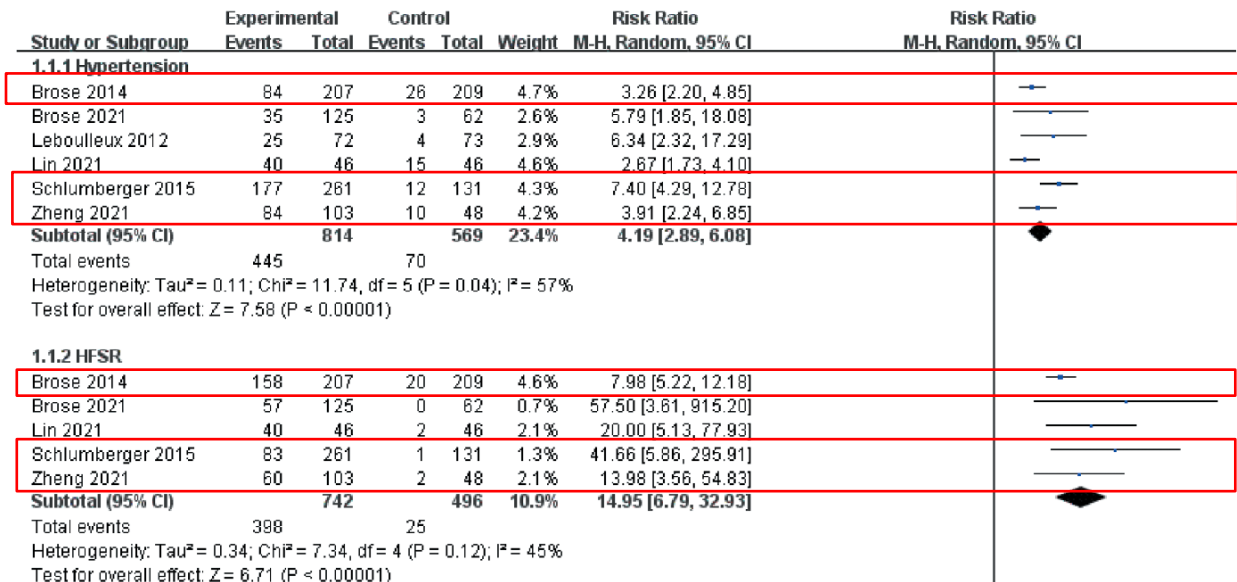 Experimental Control Risk Ratio Risk Ratio
Study or Subgroup Events Total Events Total Weight M-H, Random, 95% CI M-H, Random, 95% CI
1.1.1 Hypertension
Brose 2014 84 207 26 209 4.7% 3.26 [2.20, 4.85]
Brose 2021 35 125 3 62 2.6% 5.79 [1.85, 18.08]
Leboulleux 2012 25 72 4 73 2.9% 6.34 [2.32, 17.29]
Lin 2021 40 46 15 46 4.6% 2.67 [1.73, 4.10]
Schlumberger 2015 177 261 12 131 4.3% 7.40 [4.29, 12.78]
Zheng 2021 84 103 10 48 4.2% 3.91 [2.24, 6.85]
Subtotal (95% CI) 814 569 23.4% 4.19 [2.89, 6.08]
Total events 445 70
Heterogeneity: Tau² = 0.11; Chi² = 11.74, df = 5 (P = 0.04); I² = 57%
Test for overall effect: Z = 7.58 (P < 0.00001)
1.1.2 HFSR
Brose 2014 158 207 20 209 4.6% 7.98 [5.22, 12.18]
Brose 2021 57 125 0 62 0.7% 57.50 [3.61, 915.20]
Lin 2021 40 46 2 46 2.1% 20.00 [5.13, 77.93]
Schlumberger 2015 83 261 1 131 1.3% 41.66 [5.86, 295.91]
Zheng 2021 60 103 2 48 2.1% 13.98 [3.56, 54.83]
Subtotal (95% CI) 742 496 10.9% 14.95 [6.79, 32.93]
Total events 398 25
Heterogeneity: Tau² = 0.34; Chi² = 7.34, df = 4 (P = 0.12); I² = 45%
Test for overall effect: Z = 6.71 (P < 0.00001)